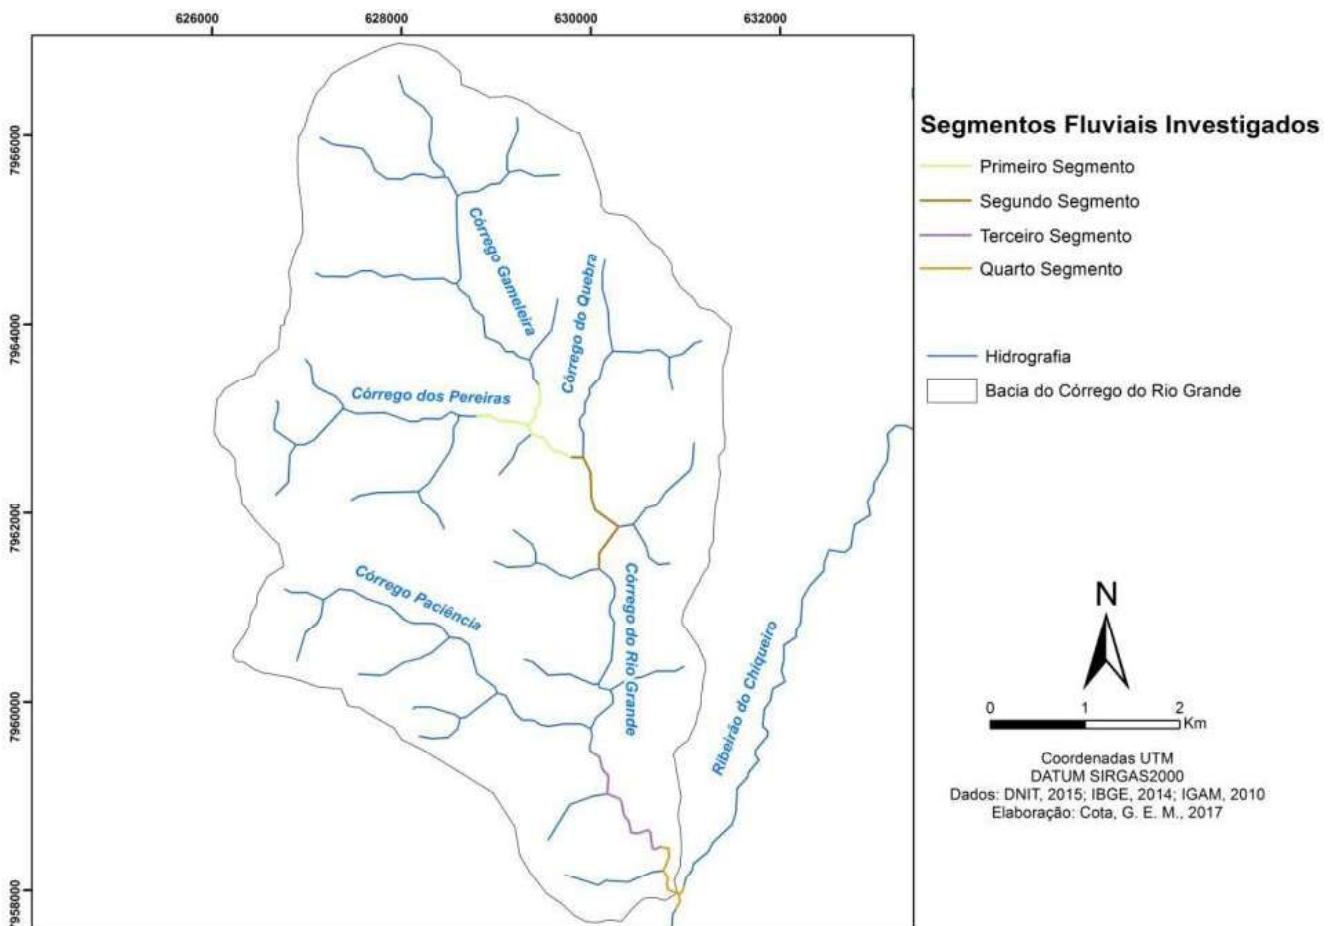 626000 628000 630000 632000
7966000
7964000
7962000
7960000
7958000
Córrego Gameleira
Córrego do Quebra
Córrego dos Pereiras
Córrego Paciência
Córrego do Rio Grande
Ribeirão do Chiqueiro
Segmentos Fluviais Investigados
Primeiro Segmento
Segundo Segmento
Terceiro Segmento
Quarto Segmento
Hidrografia
Bacia do Córrego do Rio Grande
N
0 1 2
Km
Coordenadas UTM
DATUM SIRGAS2000
Dados: DNIT, 2015; IBGE, 2014; IGAM, 2010
Elaboração: Cota, G. E. M., 2017